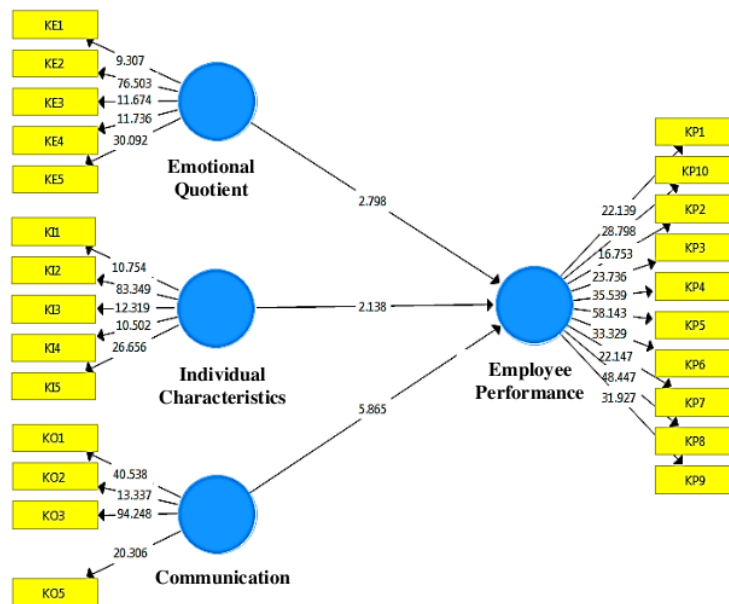 KE1
KE2
KE3
KE4
KE5
9.307
76.503
11.674
11.736
30.092
Emotional
Quotient
2.798
KI1
KI2
KI3
KI4
KI5
10.754
83.349
12.319
10.502
26.656
Individual
Characteristics
2.138
KO1
KO2
KO3
KO5
40.538
13.337
94.248
20.306
Communication
5.865
Employee
Performance
22.139
28.798
16.753
23.736
35.539
58.143
33.329
22.147
48.447
31.927
KP1
KP10
KP2
KP3
KP4
KP5
KP6
KP7
KP8
KP9